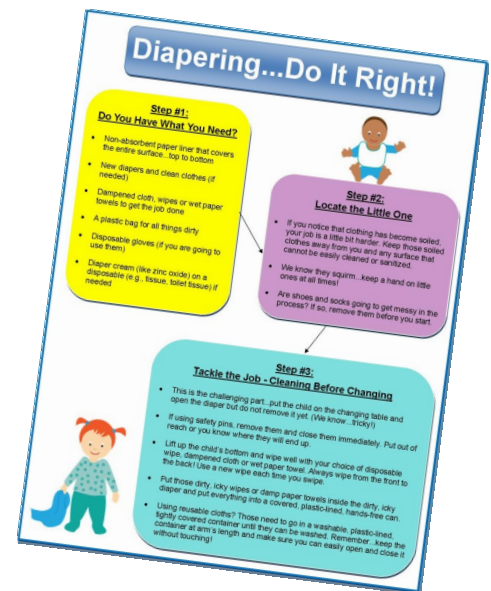 Diapering...Do It Right!
Step #1:
Do You Have What You Need?
• Non-absorbent paper liner that covers
the entire surface...top to bottom
• New diapers and clean clothes (if
needed)
• Dampened cloth, wipes or wet paper
towels to get the job done
• A plastic bag for all things dirty
• Disposable gloves (if you are going to
use them)
• Diaper cream (like zinc oxide) on a
disposable (e.g., tissue, toilet tissue) if
needed
Step #2:
Locate the Little One
• If you notice that clothing has become soiled,
your job is a little bit harder. Keep those soiled
clothes away from you and any surface that
cannot be easily cleaned or sanitized.
• We know they squirm...keep a hand on little
ones at all times!
• Are shoes and socks going to get messy in the
process? If so, remove them before you start.
Step #3:
Tackle the Job - Cleaning Before Changing
• This is the challenging part...put the child on the changing table and
open the diaper but do not remove it yet. (We know...tricky!)
• If using safety pins, remove them and close them immediately. Put out of
reach or you know where they will end up.
• Lift up the child's bottom and wipe well with your choice of disposable
wipe, dampened cloth or wet paper towel. Always wipe from the front to
the back! Use a new wipe each time you swipe.
• Put those dirty, icky wipes or damp paper towels inside the dirty, icky
diaper and put everything into a covered, plastic-lined, hands-free can.
• Using reusable cloths? Those need to go in a washable, plastic-lined,
tightly covered container until they can be washed. Remember...keep the
container at arm's length and make sure you can easily open and close it
without touching!